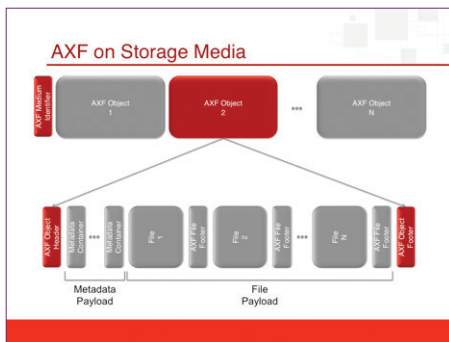 AXF on Storage Media
AXF Medium
Identifier
AXF Object
1
AXF Object
2
•••
AXF Object
N
AXF Object
Header
Metadata
Container
•••
Metadata
Container
File
1
AXF File
Footer
File
2
AXF File
Footer
•••
File
N
AXF File
Footer
AXF Object
Footer
Metadata
Payload
File
Payload